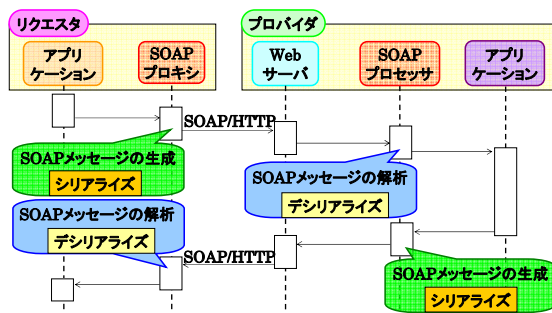 リクエスタ
プロバイダ
アプリ
ケーション
SOAP
プロキシ
Web
サーバ
SOAP
プロセッサ
アプリ
ケーション
SOAP/HTTP
SOAPメッセージの生成
シリアライズ
SOAPメッセージの解析
デシリアライズ
SOAPメッセージの解析
デシリアライズ
SOAP/HTTP
SOAPメッセージの生成
シリアライズ